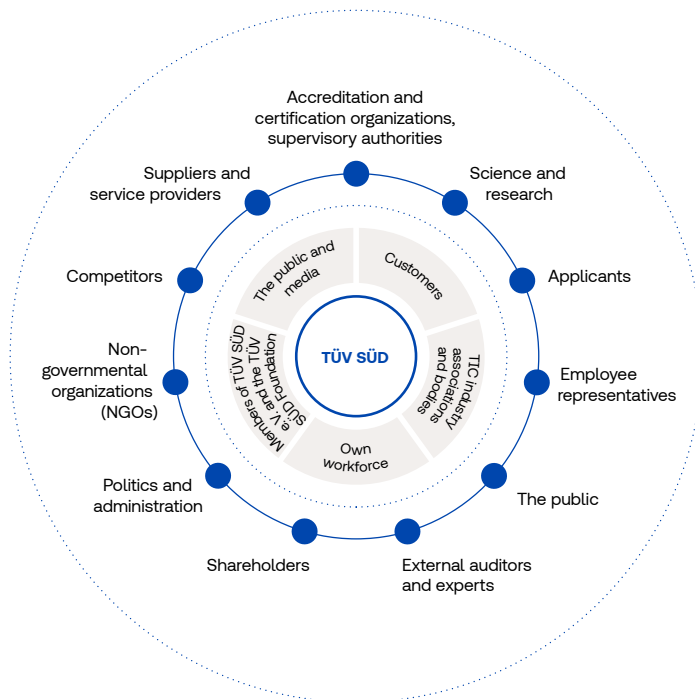 Accreditation and
certification organizations,
supervisory authorities
Suppliers and
service providers
Science and
research
Competitors
Applicants
Non-
governmental
organizations
(NGOs)
Employee
representatives
Politics and
administration
The public
Shareholders
External auditors
and experts
The public and
media
Customers
TIC industry
associations
and bodies
Own
workforce
Members of TÜV SÜD
e.V. and the TÜV
SÜD Foundation
TÜV SÜD